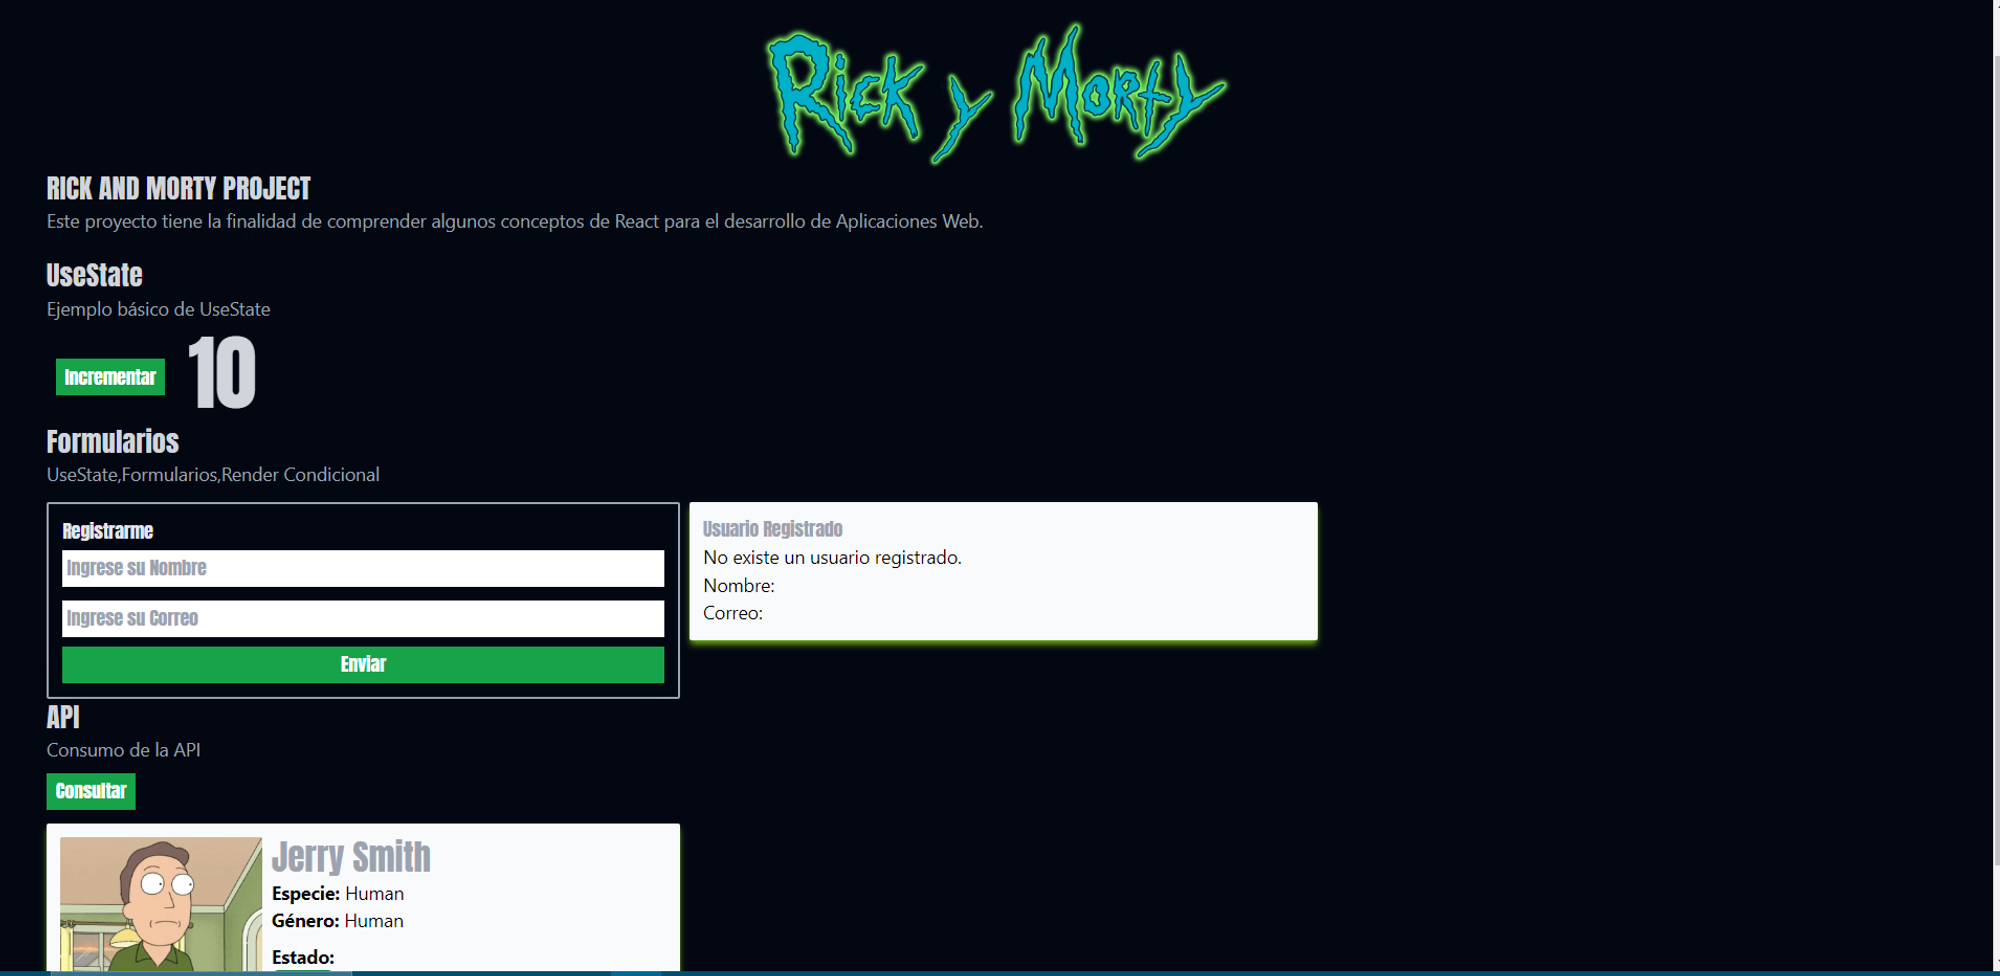 Rick y Morty
RICK AND MORTY PROJECT
Este proyecto tiene la finalidad de comprender algunos conceptos de React para el desarrollo de Aplicaciones Web.
UseState
Ejemplo básico de UseState
Incrementar 10
Formularios
UseState,Formularios,Render Condicional
Registrarme
Ingrese su Nombre
Ingrese su Correo
Enviar
Usuario Registrado
No existe un usuario registrado.
Nombre:
Correo:
API
Consumo de la API
Consultar
Jerry Smith
Especie: Human
Género: Human
Estado: